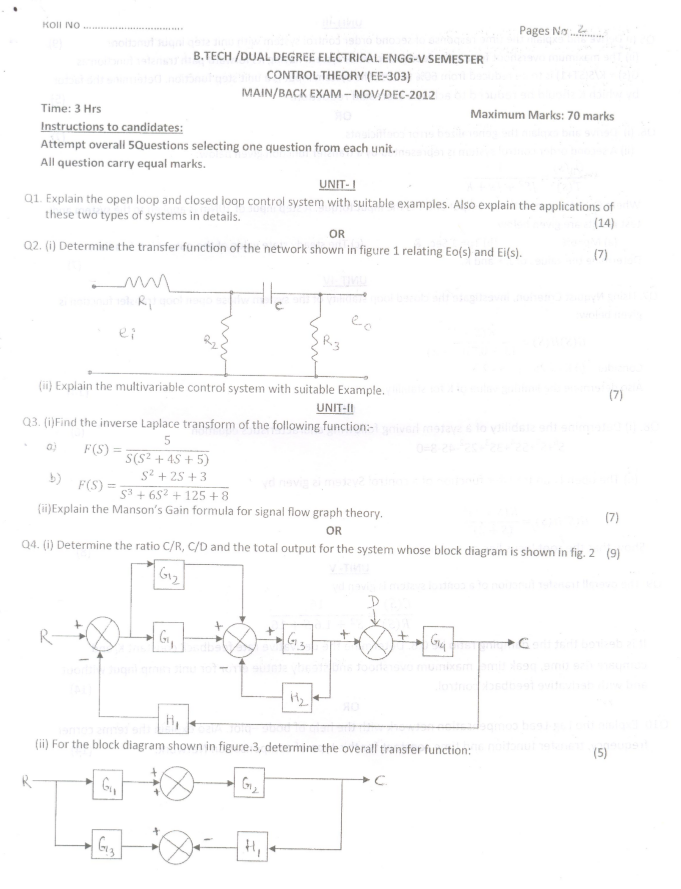 Roll No ................................
Pages No ..2........
B.TECH /DUAL DEGREE ELECTRICAL ENGG-V SEMESTER
CONTROL THEORY (EE-303)
MAIN/BACK EXAM – NOV/DEC-2012
Time: 3 Hrs
Maximum Marks: 70 marks
Instructions to candidates:
Attempt overall 5Questions selecting one question from each unit.
All question carry equal marks.
UNIT- I
Q1. Explain the open loop and closed loop control system with suitable examples. Also explain the applications of
these two types of systems in details. (14)
OR
Q2. (i) Determine the transfer function of the network shown in figure 1 relating Eo(s) and Ei(s). (7)
R1
C
ei
R2
R3
eo
(ii) Explain the multivariable control system with suitable Example. (7)
UNIT-II
Q3. (i)Find the inverse Laplace transform of the following function:-
a) F(S) = 5 / S(S² + 4S + 5)
b) F(S) = S² + 2S + 3 / S³ + 6S² + 125 + 8
(ii)Explain the Manson's Gain formula for signal flow graph theory. (7)
OR
Q4. (i) Determine the ratio C/R, C/D and the total output for the system whose block diagram is shown in fig. 2 (9)
G2
D
R + - G1 + + - G3 + + G4 C
H2
H1
(ii) For the block diagram shown in figure.3, determine the overall transfer function: (5)
R G1 + + G2 C
G3 + - H1